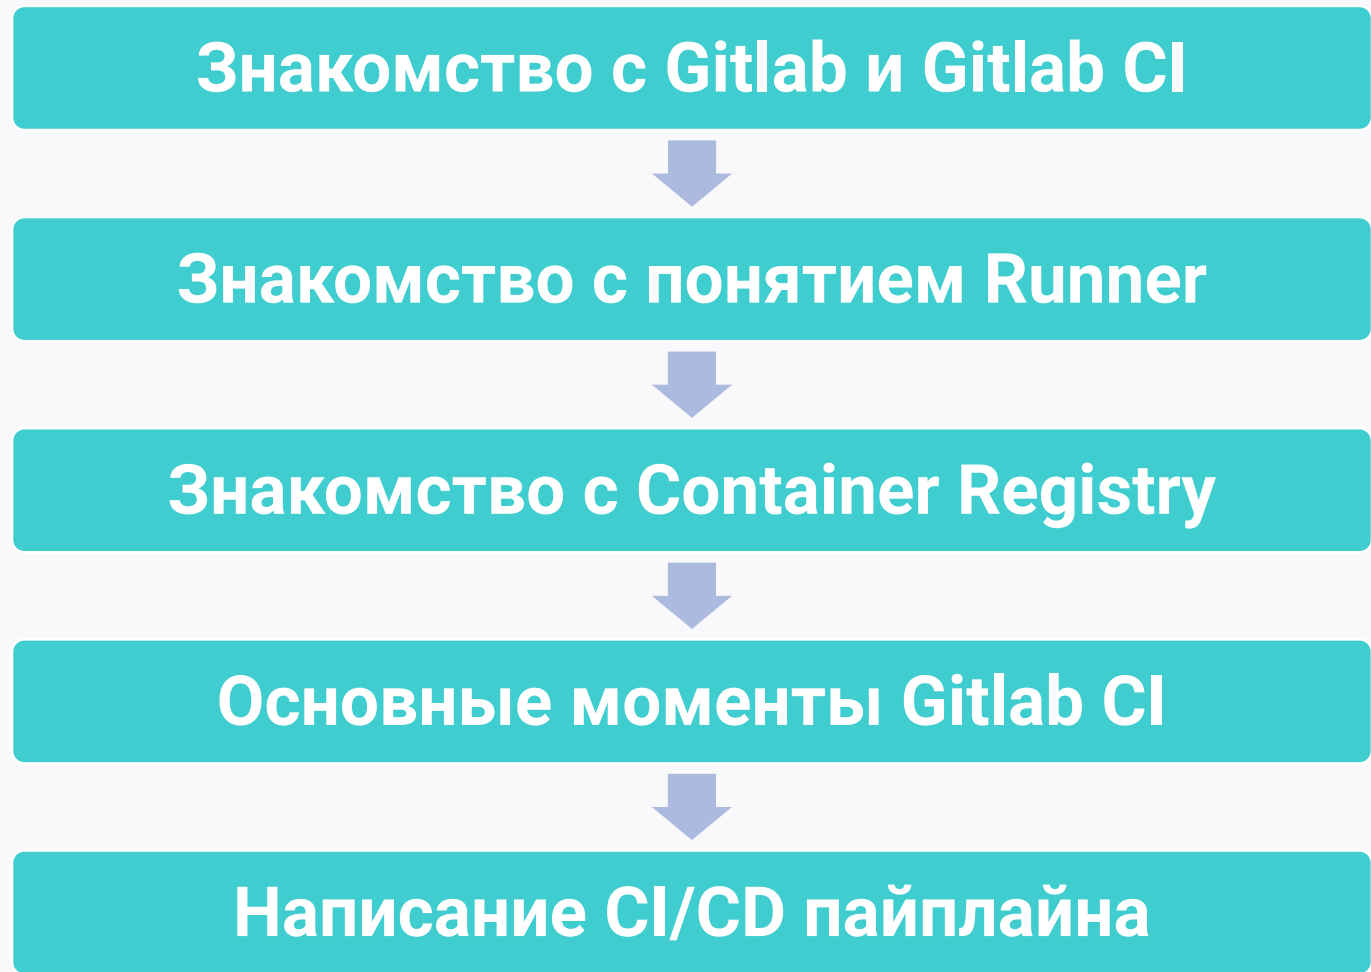 Знакомство с Gitlab и Gitlab CI
Знакомство с понятием Runner
Знакомство с Container Registry
Основные моменты Gitlab CI
Написание CI/CD пайплайна